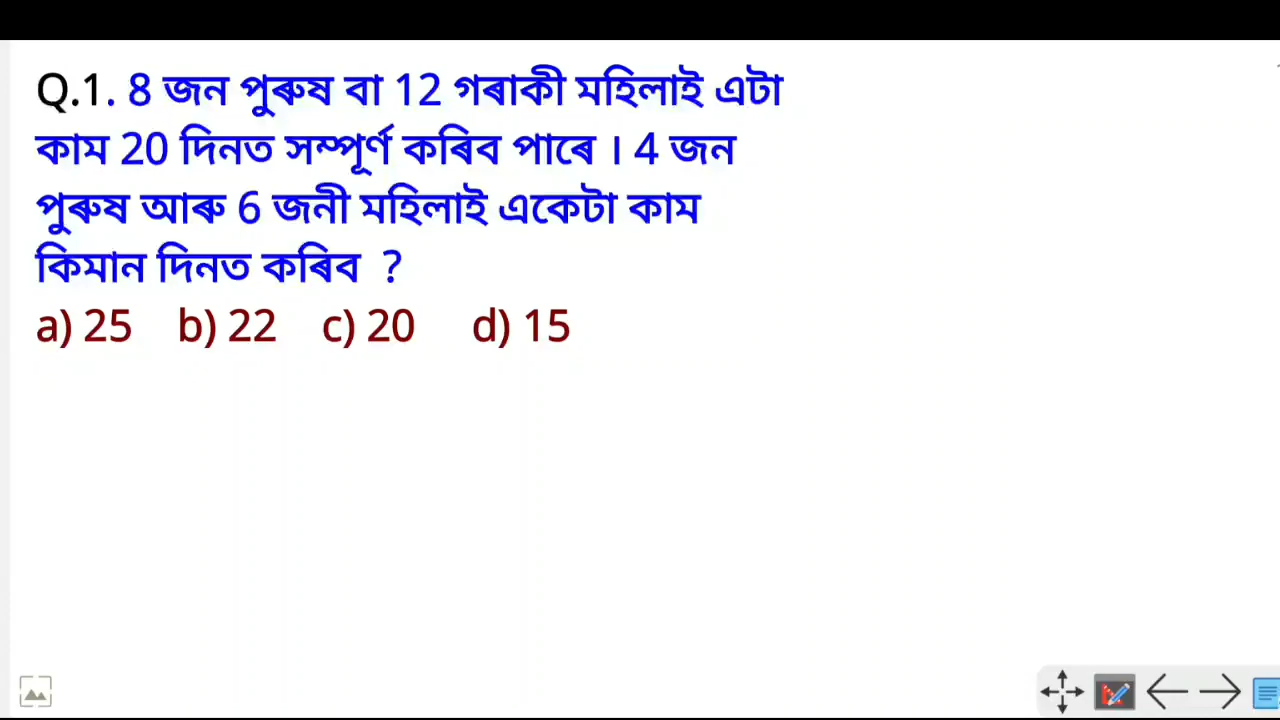 Q.1. 8 জন পুৰুষ বা 12 গৰাকী মহিলাই এটা
কাম 20 দিনত সম্পূৰ্ণ কৰিব পাৰে । 4 জন
পুৰুষ আৰু 6 জনী মহিলাই একেটা কাম
কিমান দিনত কৰিব ?
a) 25 b) 22 c) 20 d) 15